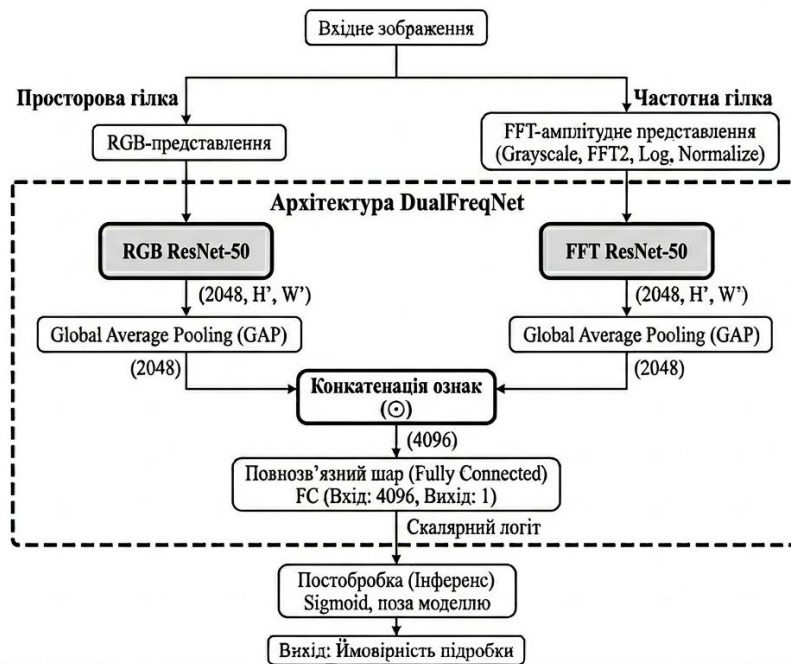 Вхідне зображення
Просторова гілка
Частотна гілка
RGB-представлення
FFT-амплітудне представлення
(Grayscale, FFT2, Log, Normalize)
Архітектура DualFreqNet
RGB ResNet-50
FFT ResNet-50
(2048, H’, W’)
(2048, H’, W’)
Global Average Pooling (GAP)
Global Average Pooling (GAP)
(2048)
(2048)
Конкатенація ознак
(⊙)
(4096)
Повнозв’язний шар (Fully Connected)
FC (Вхід: 4096, Вихід: 1)
Скалярний логіт
Постобробка (Інференс)
Sigmoid, поза моделлю
Вихід: Ймовірність підробки